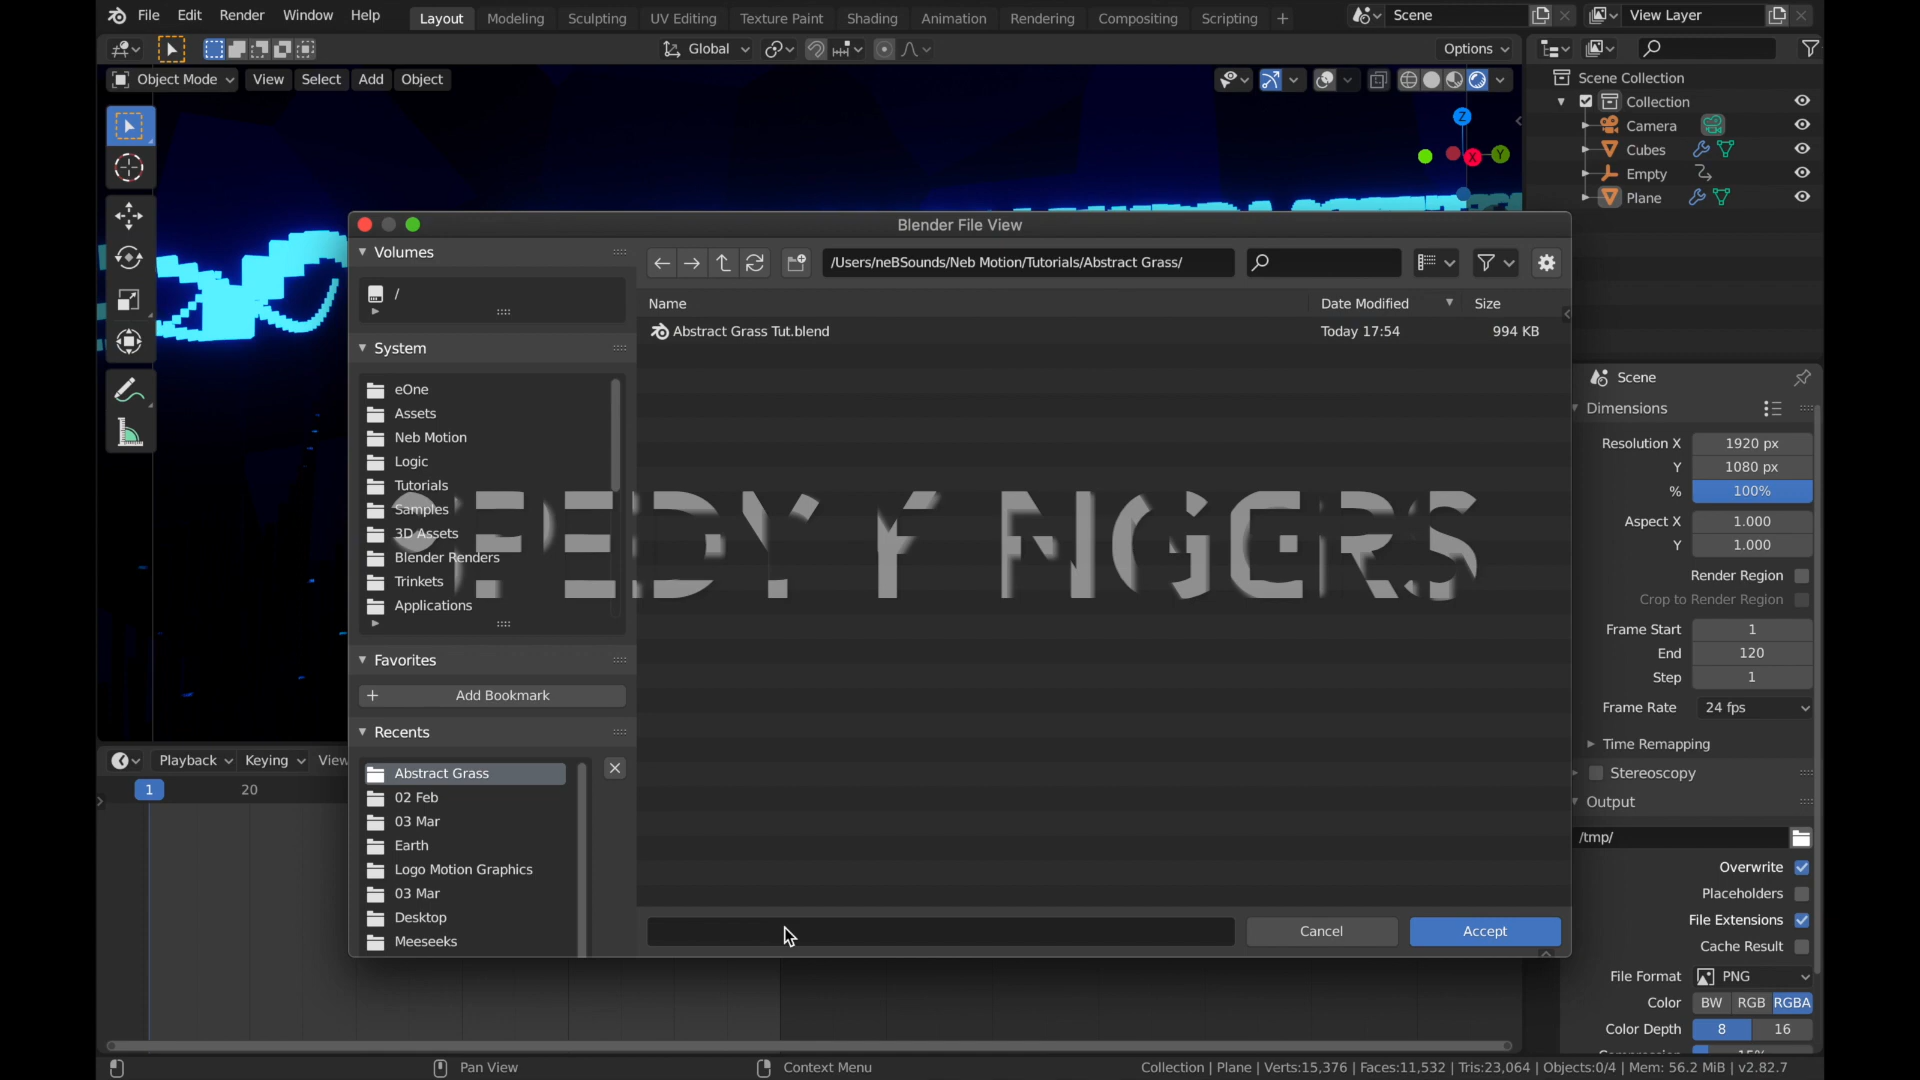 File Edit Render Window Help Layout Modeling Sculpting UV Editing Texture Paint Shading Animation Rendering Compositing Scripting + Scene View Layer
Global Options
Object Mode View Select Add Object
Scene Collection
Collection
Camera
Cubes
Empty
Plane
Z
X
Y
Blender File View
Volumes
/
System
eOne
Assets
Neb Motion
Logic
Tutorials
Samples
3D Assets
Blender Renders
Trinkets
Applications
Favorites
+ Add Bookmark
Recents
Abstract Grass
02 Feb
03 Mar
Earth
Logo Motion Graphics
03 Mar
Desktop
Meeseeks
/Users/neBSounds/Neb Motion/Tutorials/Abstract Grass/
Name Date Modified Size
Abstract Grass Tut.blend Today 17:54 994 KB
Cancel Accept
Scene
Dimensions
Resolution X 1920 px
Y 1080 px
% 100%
Aspect X 1.000
Y 1.000
Render Region
Crop to Render Region
Frame Start 1
End 120
Step 1
Frame Rate 24 fps
Time Remapping
Stereoscopy
Output
/tmp/
Overwrite
Placeholders
File Extensions
Cache Result
File Format PNG
Color BW RGB RGBA
Color Depth 8 16
15%
Playback Keying View
1 20
Pan View Context Menu Collection | Plane | Verts:15,376 | Faces:11,532 | Tris:23,064 | Objects:0/4 | Mem: 56.2 MiB | v2.82.7